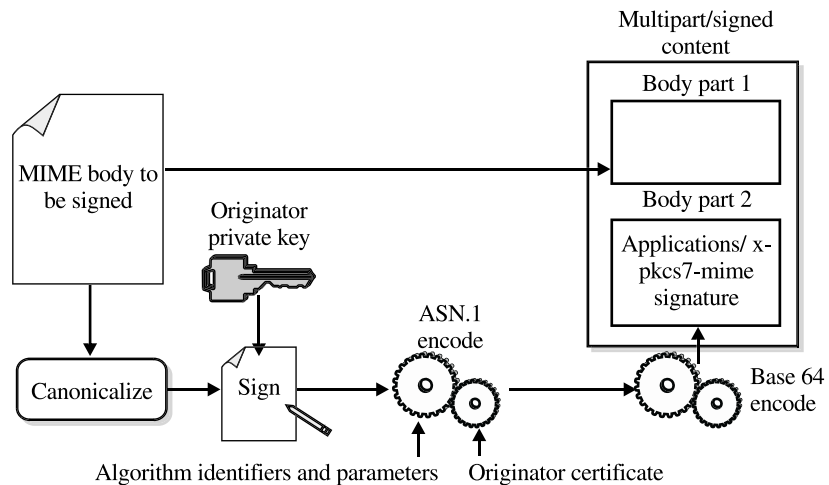 Multipart/signed
content
Body part 1
MIME body to
be signed
Body part 2
Originator
private key
Applications/ x-
pkcs7-mime
signature
ASN.1
encode
Canonicalize
Sign
Base 64
encode
Algorithm identifiers and parameters
Originator certificate